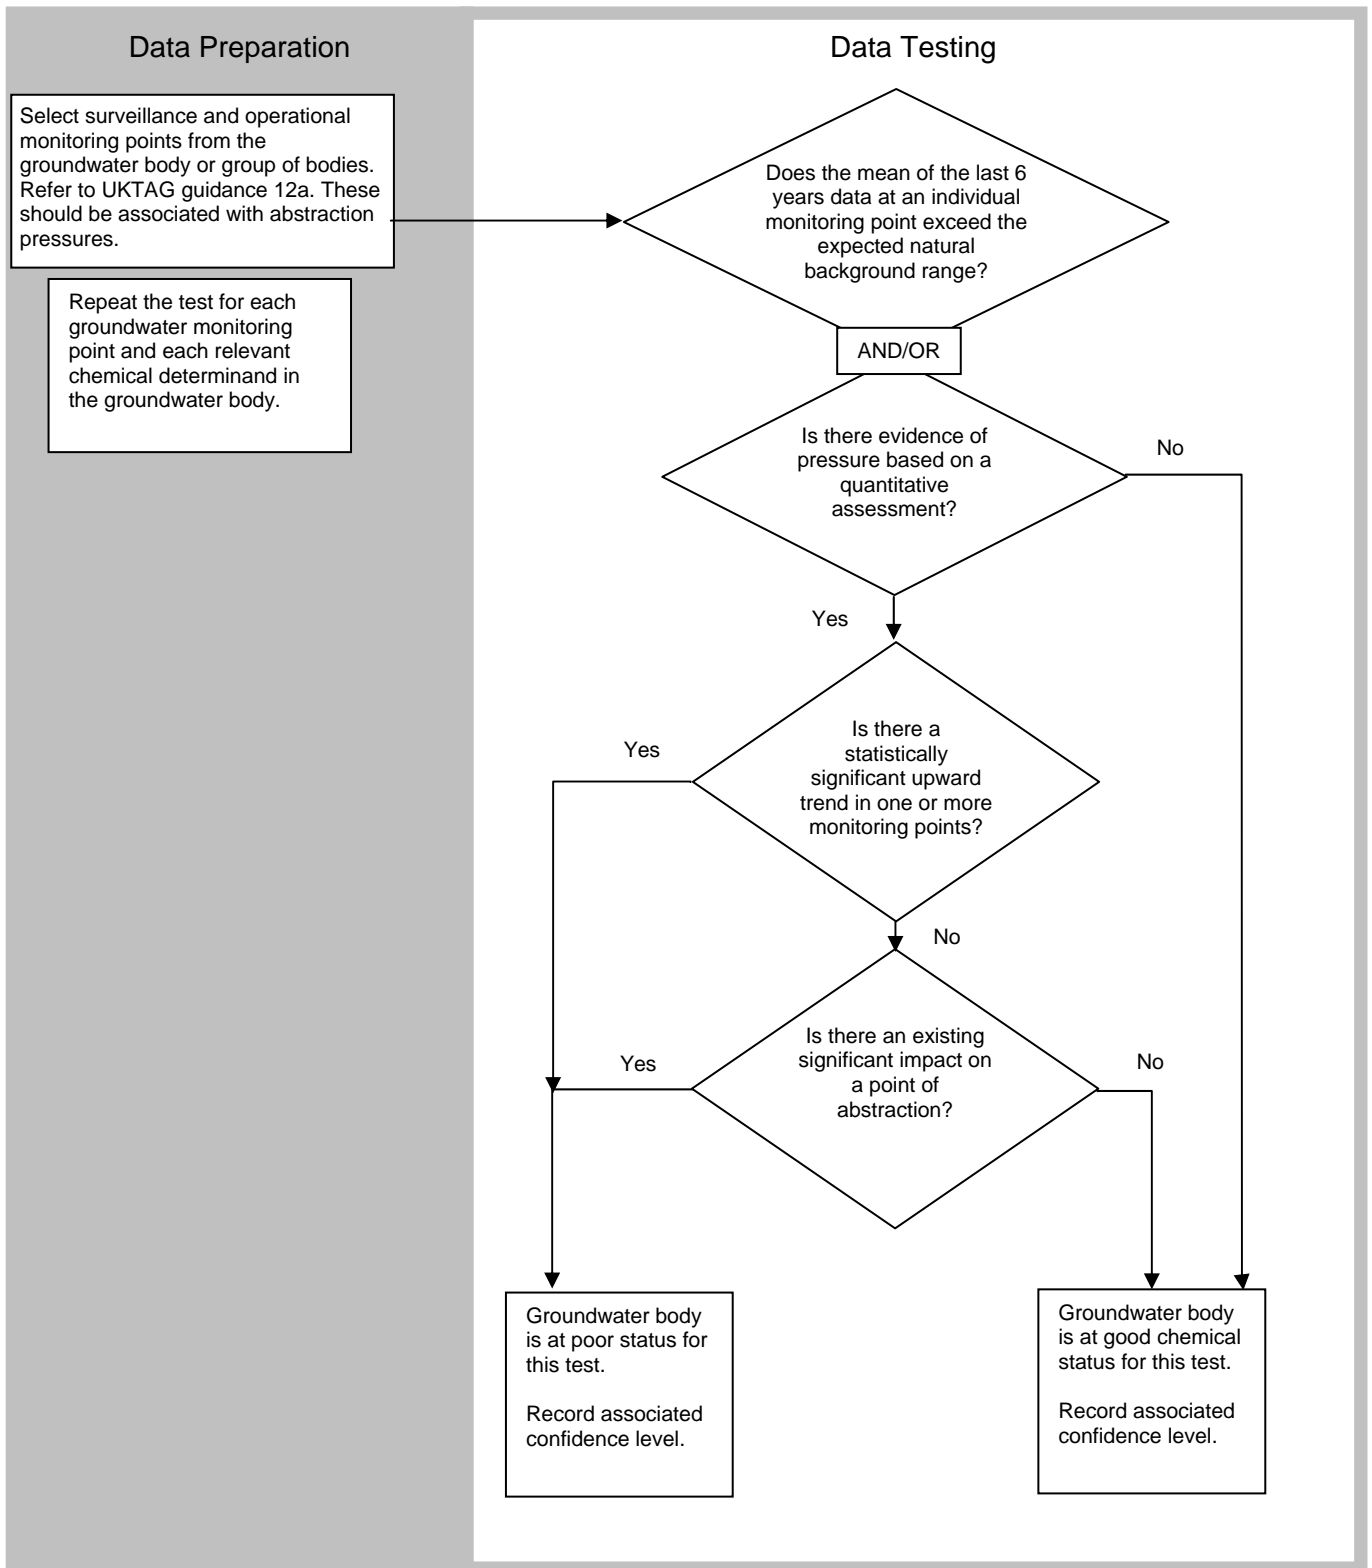 Data Preparation
Select surveillance and operational
monitoring points from the
groundwater body or group of bodies.
Refer to UKTAG guidance 12a. These
should be associated with abstraction
pressures.
Repeat the test for each
groundwater monitoring
point and each relevant
chemical determinand in
the groundwater body.
Data Testing
Does the mean of the last 6
years data at an individual
monitoring point exceed the
expected natural
background range?
AND/OR
Is there evidence of
pressure based on a
quantitative
assessment?
No
Yes
Is there a
statistically
significant upward
trend in one or more
monitoring points?
Yes
No
Is there an existing
significant impact on
a point of
abstraction?
Yes
No
Groundwater body
is at poor status for
this test.
Record associated
confidence level.
Groundwater body
is at good chemical
status for this test.
Record associated
confidence level.